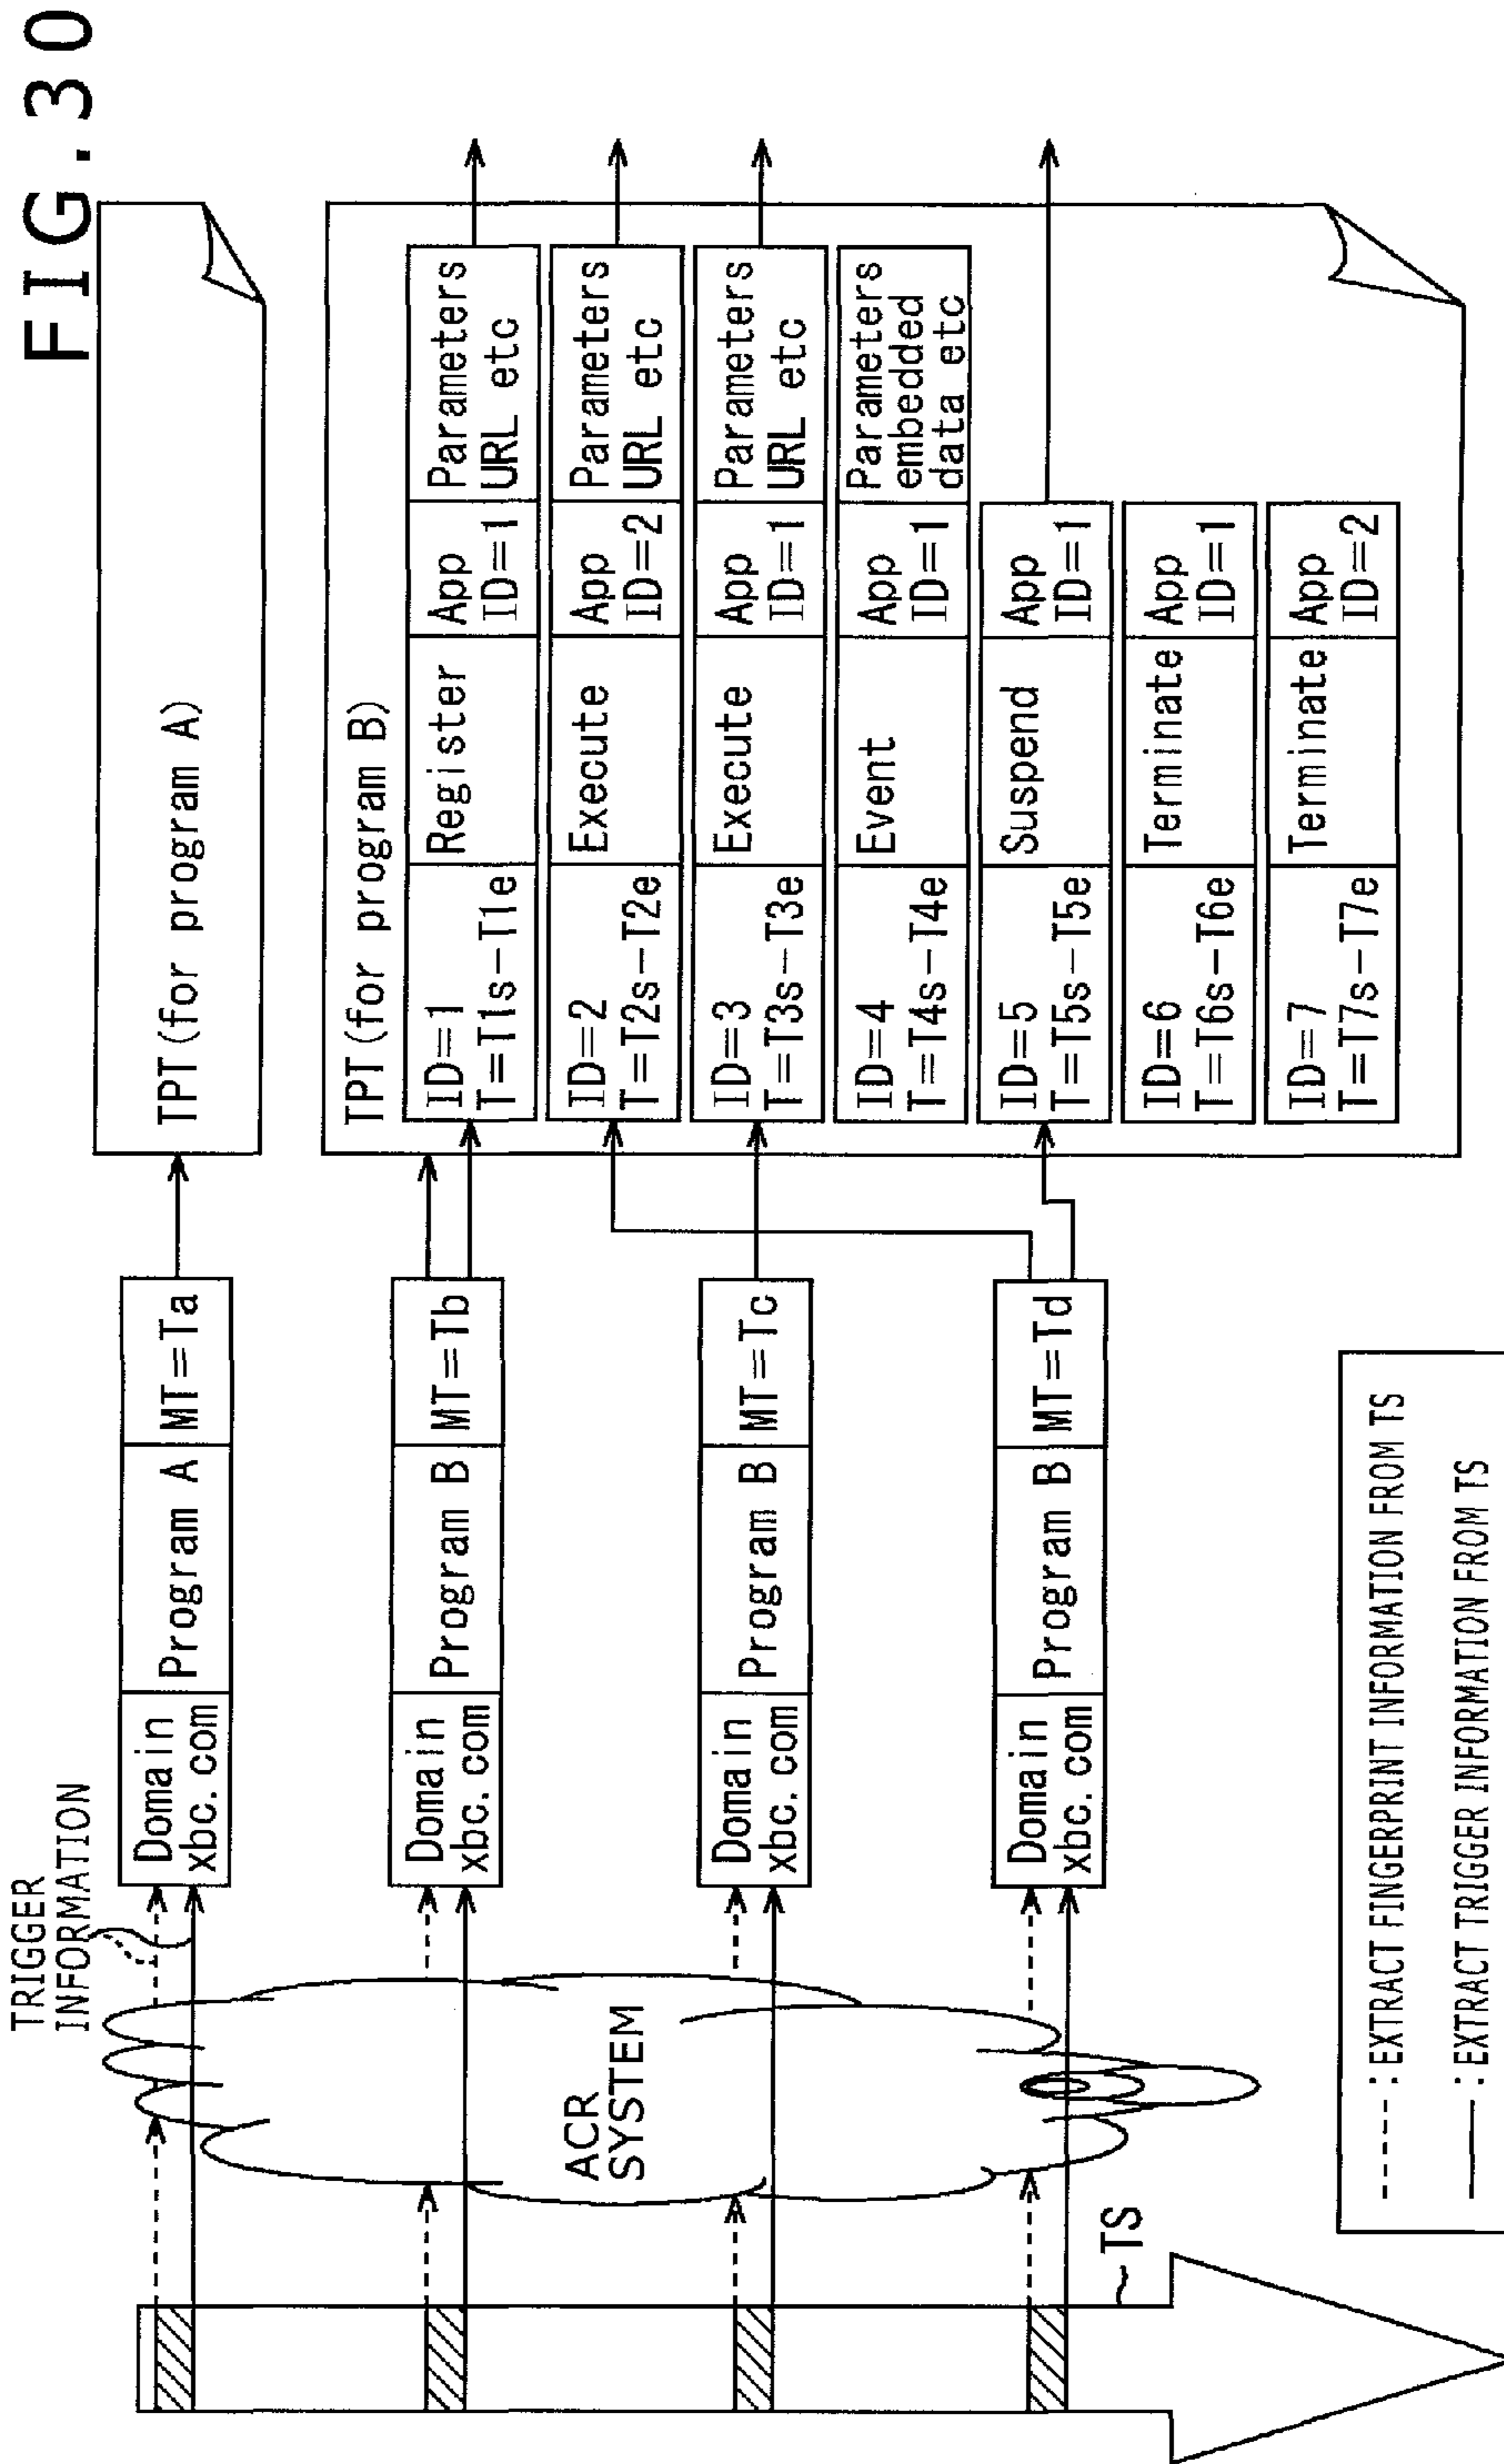 FIG.30
TRIGGER
INFORMATION
Domain
xbc.com
Program A
MT=Ta
TPT(for program A)
Domain
xbc.com
Program B
MT=Tb
TPT(for program B)
ID=1
T=T1s-T1e
Register
App
ID=1
Parameters
URL etc
ID=2
T=T2s-T2e
Execute
App
ID=2
Parameters
URL etc
Domain
xbc.com
Program B
MT=Tc
ID=3
T=T3s-T3e
Execute
App
ID=1
Parameters
URL etc
ID=4
T=T4s-T4e
Event
App
ID=1
Parameters
embedded
data etc
Domain
xbc.com
Program B
MT=Td
ID=5
T=T5s-T5e
Suspend
App
ID=1
ID=6
T=T6s-T6e
Terminate
App
ID=1
ID=7
T=T7s-T7e
Terminate
App
ID=2
ACR
SYSTEM
TS
:EXTRACT FINGERPRINT INFORMATION FROM TS
:EXTRACT TRIGGER INFORMATION FROM TS